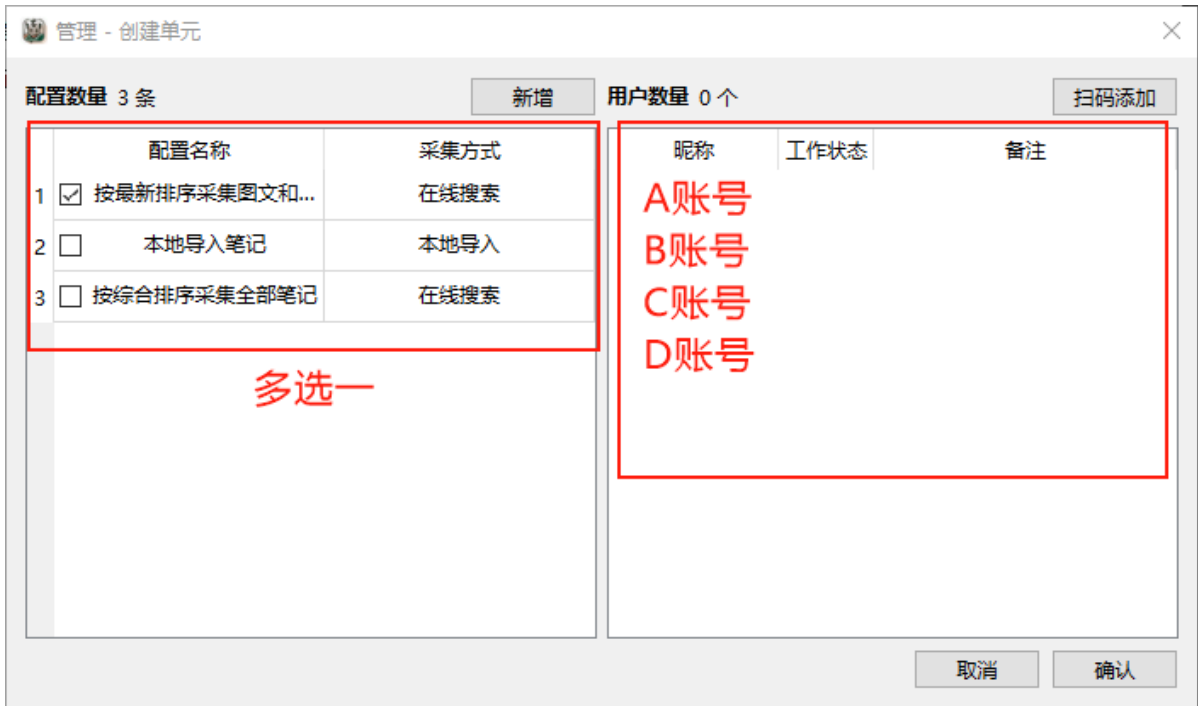 管理 - 创建单元
配置数量 3 条 新增
配置名称 采集方式
1 按最新排序采集图文和... 在线搜索
2 本地导入笔记 本地导入
3 按综合排序采集全部笔记 在线搜索
多选一
用户数量 0 个 扫码添加
昵称 工作状态 备注
A账号
B账号
C账号
D账号
取消 确认